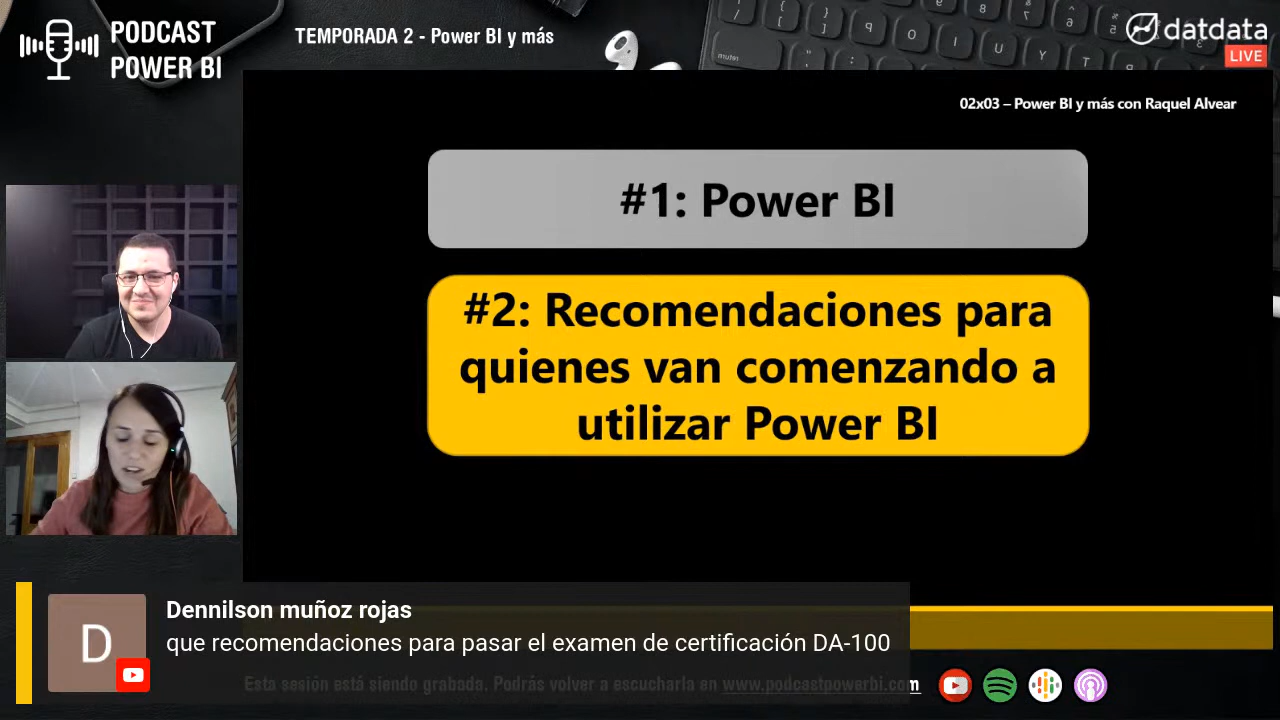 PODCAST
POWER BI
TEMPORADA 2 - Power BI y más
datdata
LIVE
02x03 – Power BI y más con Raquel Alvear
#1: Power BI
#2: Recomendaciones para
quienes van comenzando a
utilizar Power BI
D
Dennilson muñoz rojas
que recomendaciones para pasar el examen de certificación DA-100
Esta sesión está siendo grabada. Podrás volver a escucharla en www.podcastpowerbi.com